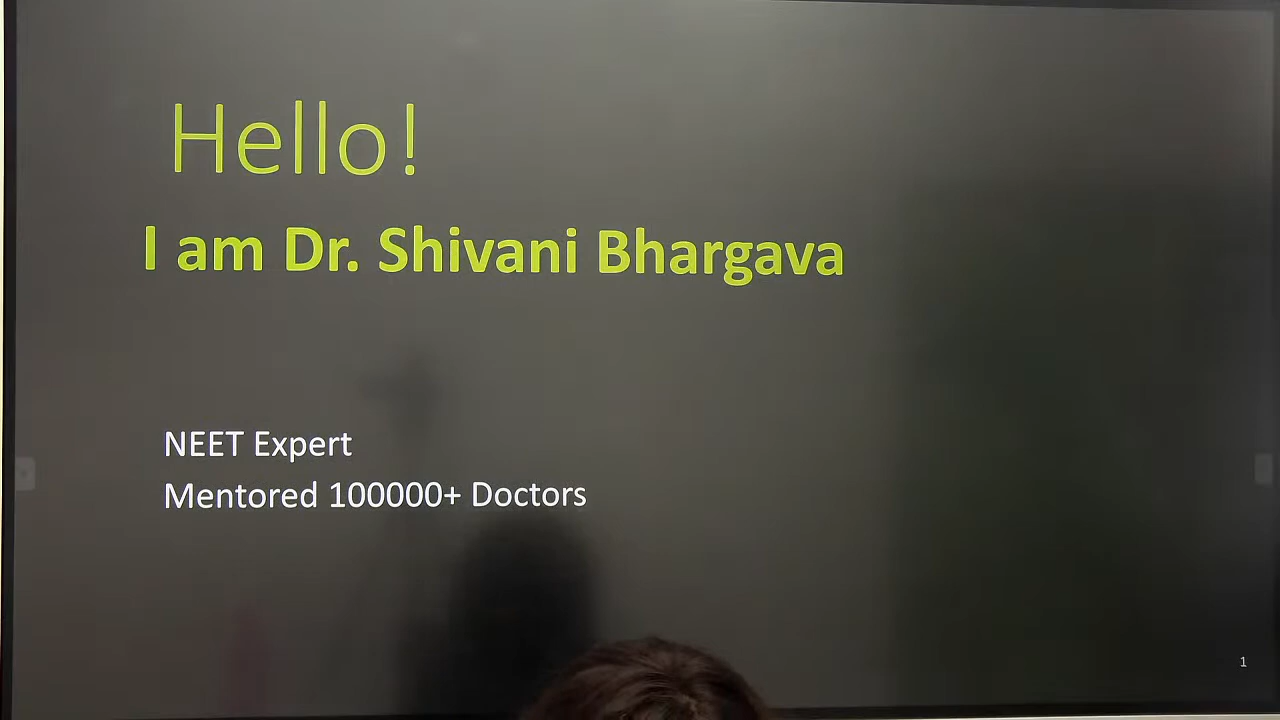 Hello!
I am Dr. Shivani Bhargava
NEET Expert
Mentored 100000+ Doctors
1